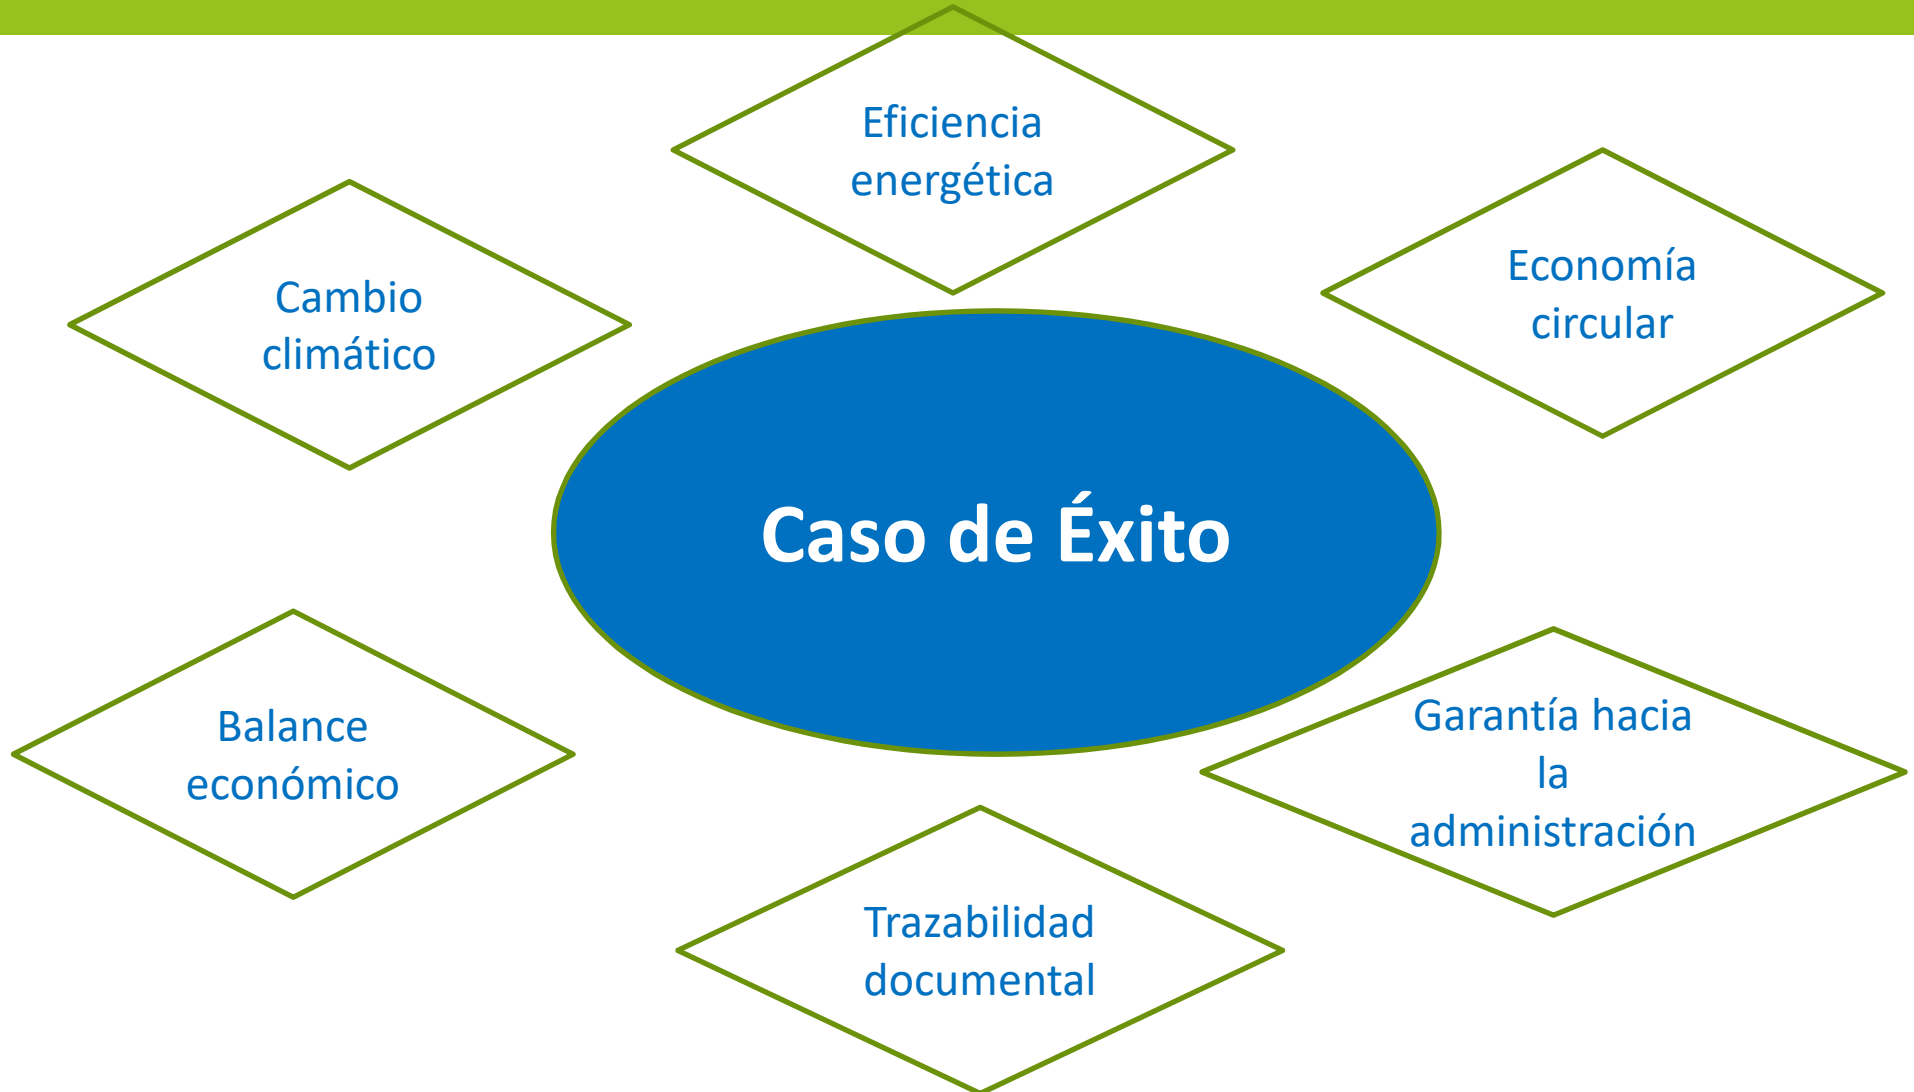 Eficiencia
energética
Economía
circular
Cambio
climático
Caso de Éxito
Garantía hacia
la
administración
Balance
económico
Trazabilidad
documental